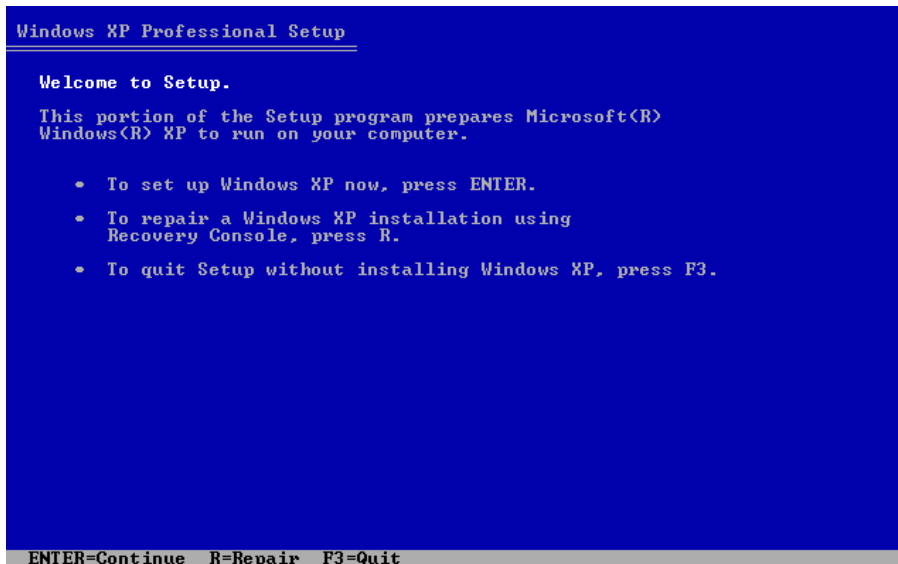 Windows XP Professional Setup
Welcome to Setup.
This portion of the Setup program prepares Microsoft(R)
Windows(R) XP to run on your computer.
• To set up Windows XP now, press ENTER.
• To repair a Windows XP installation using
Recovery Console, press R.
• To quit Setup without installing Windows XP, press F3.
ENTER=Continue R=Repair F3=Quit